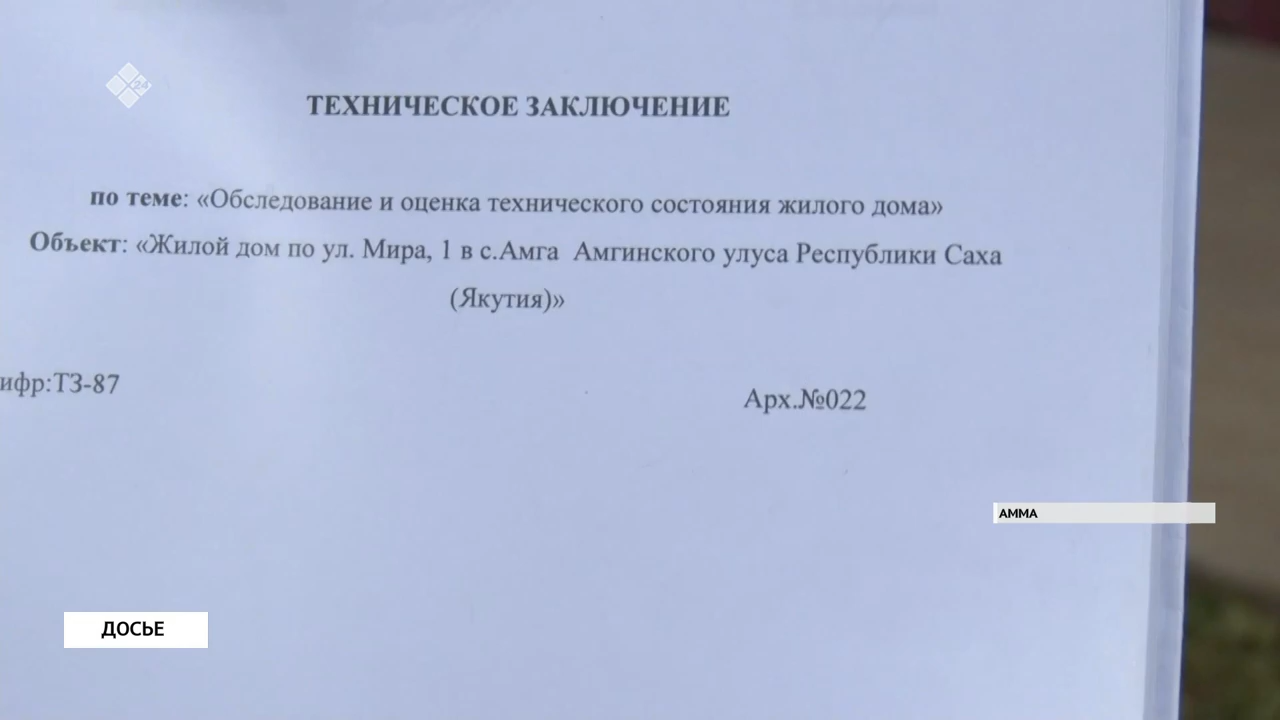 24
ТЕХНИЧЕСКОЕ ЗАКЛЮЧЕНИЕ
по теме: «Обследование и оценка технического состояния жилого дома»
Объект: «Жилой дом по ул. Мира, 1 в с.Амга Амгинского улуса Республики Саха
(Якутия)»
ифр:ТЗ-87 Арх.№022
АММА
ДОСЬЕ